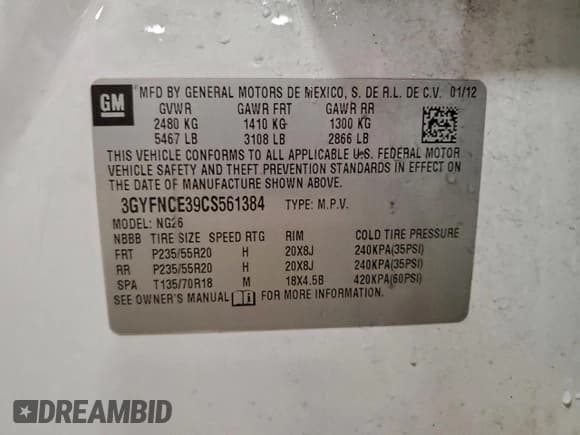 GM
MFD BY GENERAL MOTORS DE MEXICO, S. DE R.L. DE C.V. 01/12
GVWR GAWR FRT GAWR RR
2480 KG 1410 KG 1300 KG
5467 LB 3108 LB 2866 LB
THIS VEHICLE CONFORMS TO ALL APPLICABLE U.S. FEDERAL MOTOR
VEHICLE SAFETY AND THEFT PREVENTION STANDARDS IN EFFECT ON
THE DATE OF MANUFACTURE SHOWN ABOVE.
3GYFNCE39CS561384 TYPE: M.P.V.
MODEL: NG26
NBBB TIRE SIZE SPEED RTG RIM COLD TIRE PRESSURE
FRT P235/55R20 H 20X8J 240KPA(35PSI)
RR P235/55R20 H 20X8J 240KPA(35PSI)
SPA T135/70R18 M 18X4.5B 420KPA(60PSI)
SEE OWNER'S MANUAL FOR MORE INFORMATION.
DREAMBID